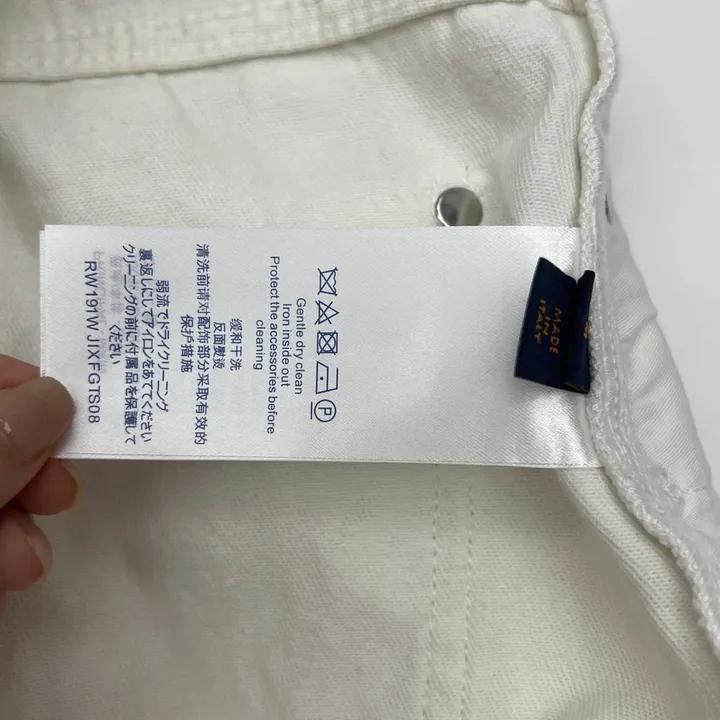 Gentle dry clean
Iron inside out
Protect the accessories before
cleaning
缓和干洗
反面熨烫
清洗前请对配饰部分采取有效的
保护措施
弱流でドライクリーニング
裏返しにしてアイロンをあててください
クリーニングの前に付属品を保護して
ください
RW191W JIXFGTS08
MADE
IN
ITALY
P